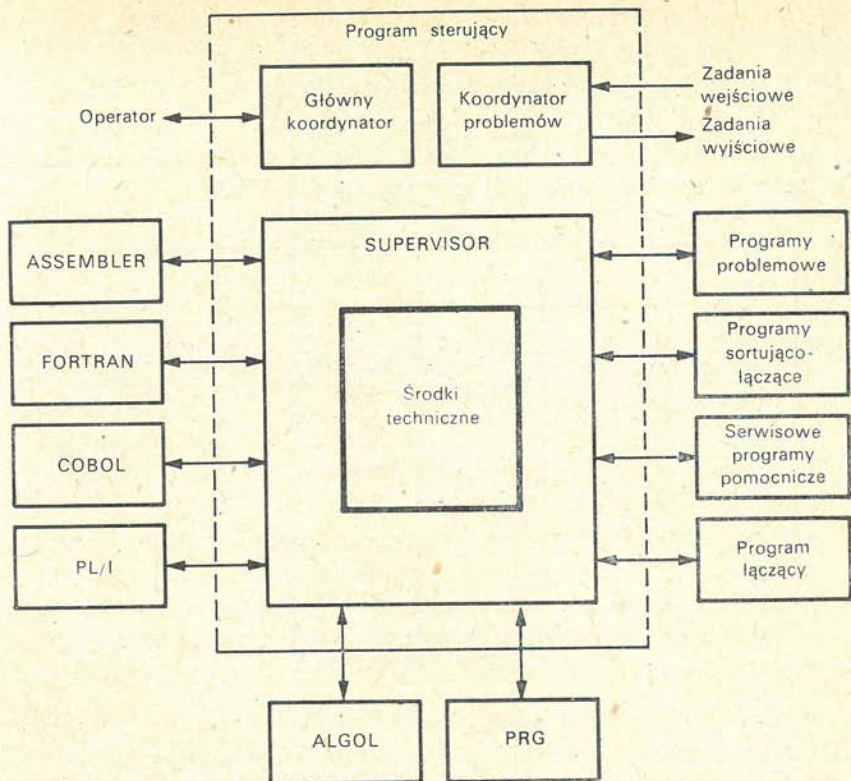 Program sterujący
Operator
Główny
koordynator
Koordynator
problemów
Zadania
wejściowe
Zadania
wyjściowe
SUPERVISOR
Środki
techniczne
ASSEMBLER
FORTRAN
COBOL
PL/I
Programy
problemowe
Programy
sortująco-
łączące
Serwisowe
programy
pomocnicze
Program
łączący
ALGOL
PRG